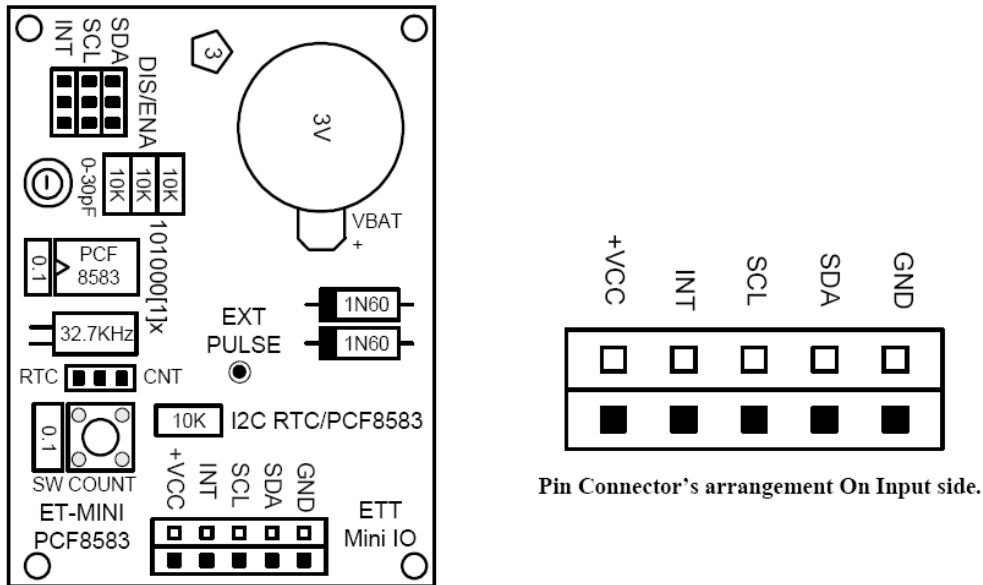 INT
SCL
SDA
DIS/ENA
3
3V
0-30pF
10K
10K
10K
VBAT
+
101000[1]x
0.1
PCF
8583
32.7KHz
EXT
PULSE
1N60
1N60
RTC
CNT
0.1
10K
I2C RTC/PCF8583
SW COUNT
+VCC
INT
SCL
SDA
GND
ET-MINI
PCF8583
ETT
Mini IO
+VCC
INT
SCL
SDA
GND
Pin Connector's arrangement On Input side.